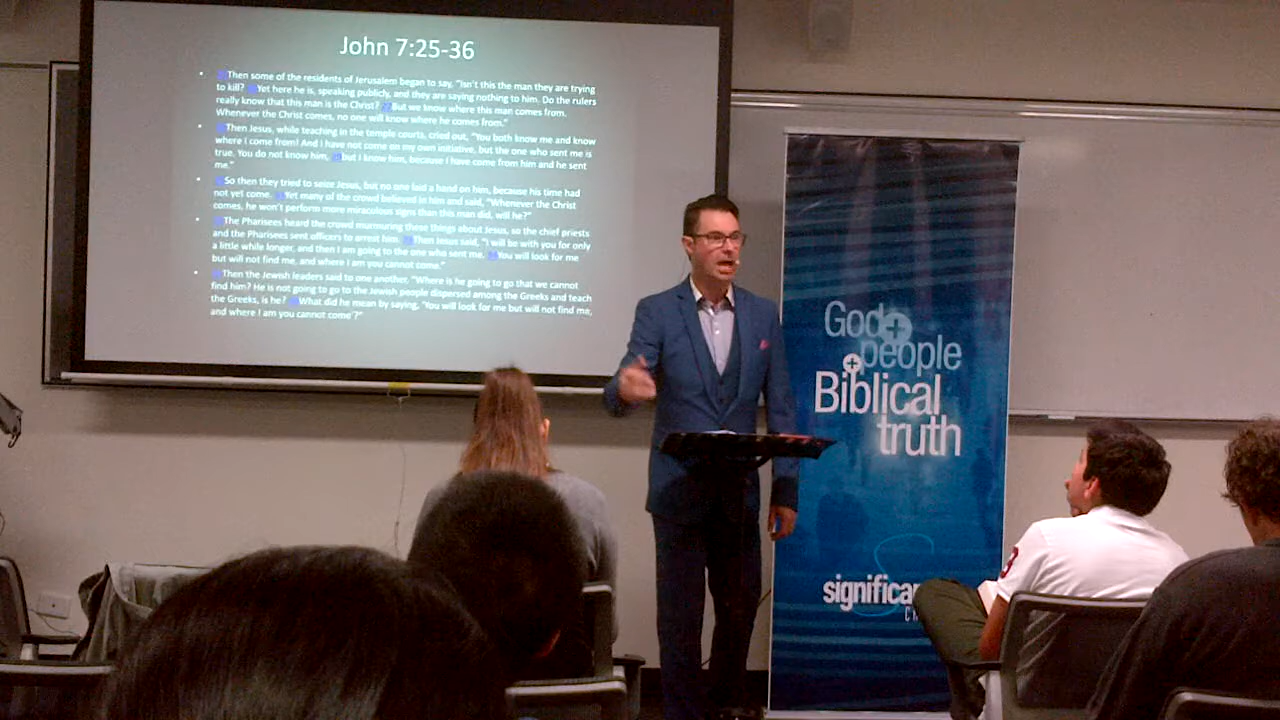 John 7:25-36
• Then some of the residents of Jerusalem began to say, "Isn't this the man they are trying
to kill? Yet here he is, speaking publicly, and they are saying nothing to him. Do the rulers
really know that this man is the Christ? But we know where this man comes from.
Whenever the Christ comes, no one will know where he comes from."
• Then Jesus, while teaching in the temple courts, cried out, "You both know me and know
where I come from! And I have not come on my own initiative, but the one who sent me is
true. You do not know him, but I know him, because I have come from him and he sent
me."
• So then they tried to seize Jesus, but no one laid a hand on him, because his time had
not yet come. Yet many of the crowd believed in him and said, "Whenever the Christ
comes, he won't perform more miraculous signs than this man did, will he?"
• The Pharisees heard the crowd murmuring these things about Jesus, so the chief priests
and the Pharisees sent officers to arrest him. Then Jesus said, "I will be with you for only
a little while longer, and then I am going to the one who sent me. You will look for me
but will not find me, and where I am you cannot come."
• Then the Jewish leaders said to one another, "Where is he going to go that we cannot
find him? He is not going to go to the Jewish people dispersed among the Greeks and teach
the Greeks, is he? What did he mean by saying, 'You will look for me but will not find me,
and where I am you cannot come'?"
God+
people
Biblical
truth
significa